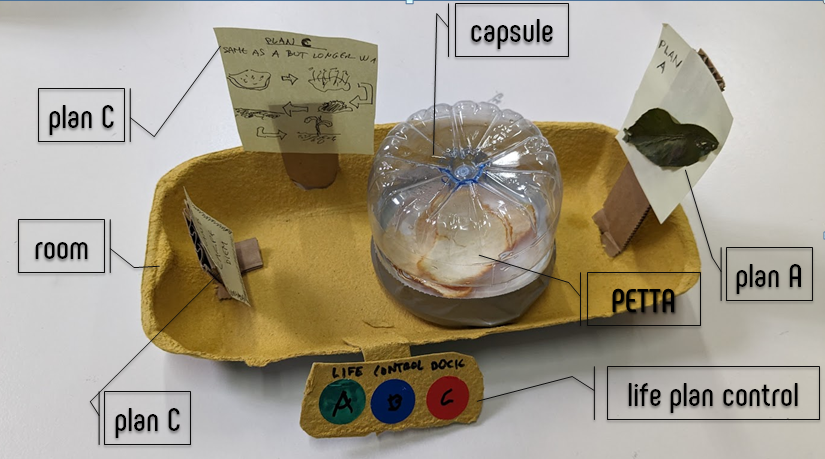 capsule
PLAN C
SAME AS A BUT LONGER W
PLAN
A
plan C
room
plan A
PETTA
LIFE CONTROL DOCK
A B C
life plan control
plan C